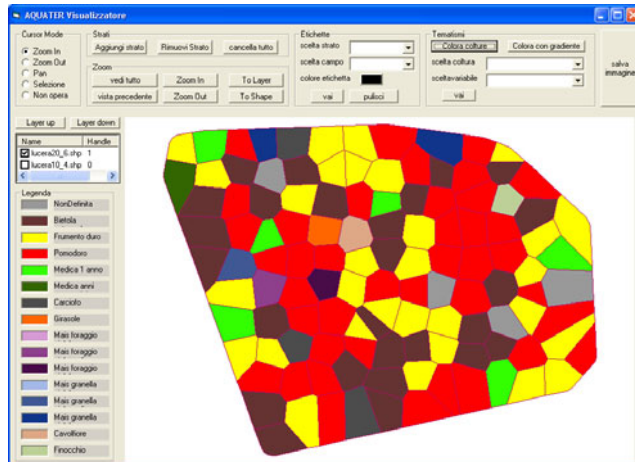 AQUATER Visualizzatore
Cursor Mode
Zoom In
Zoom Out
Pan
Selezione
Non opera
Strati
Aggiungi strato
Rinuovi Strato
cancella tutto
Zoom
vedi tutto
Zoom In
To Layer
vista precedente
Zoom Out
To Shape
Etichette
scelta strato
scelta campo
colore etichetta
vai
pulisci
Tematismi
Colora colture
Colora con gradiente
scelta coltura
sceltavariabile
vai
salva
immagine
Layer up
Layer down
Name
Handle
lucera20_6.shp 1
lucera10_4.shp 0
Legenda
NonDefinita
Bietola
Frumento duro
Pomodoro
Medica 1 anno
Medica anni
Carciofo
Girasole
Mais foraggio
Mais foraggio
Mais foraggio
Mais granella
Mais granella
Mais granella
Cavolfiore
Finocchio